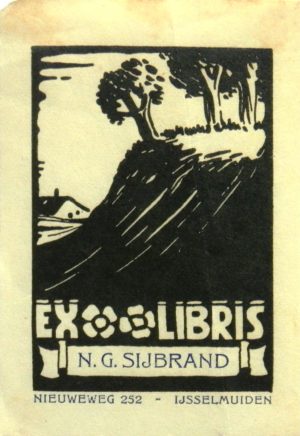 EX LIBRIS
N. G. SIJBRAND
NIEUWEWEG 252 - IJSSELMUIDEN